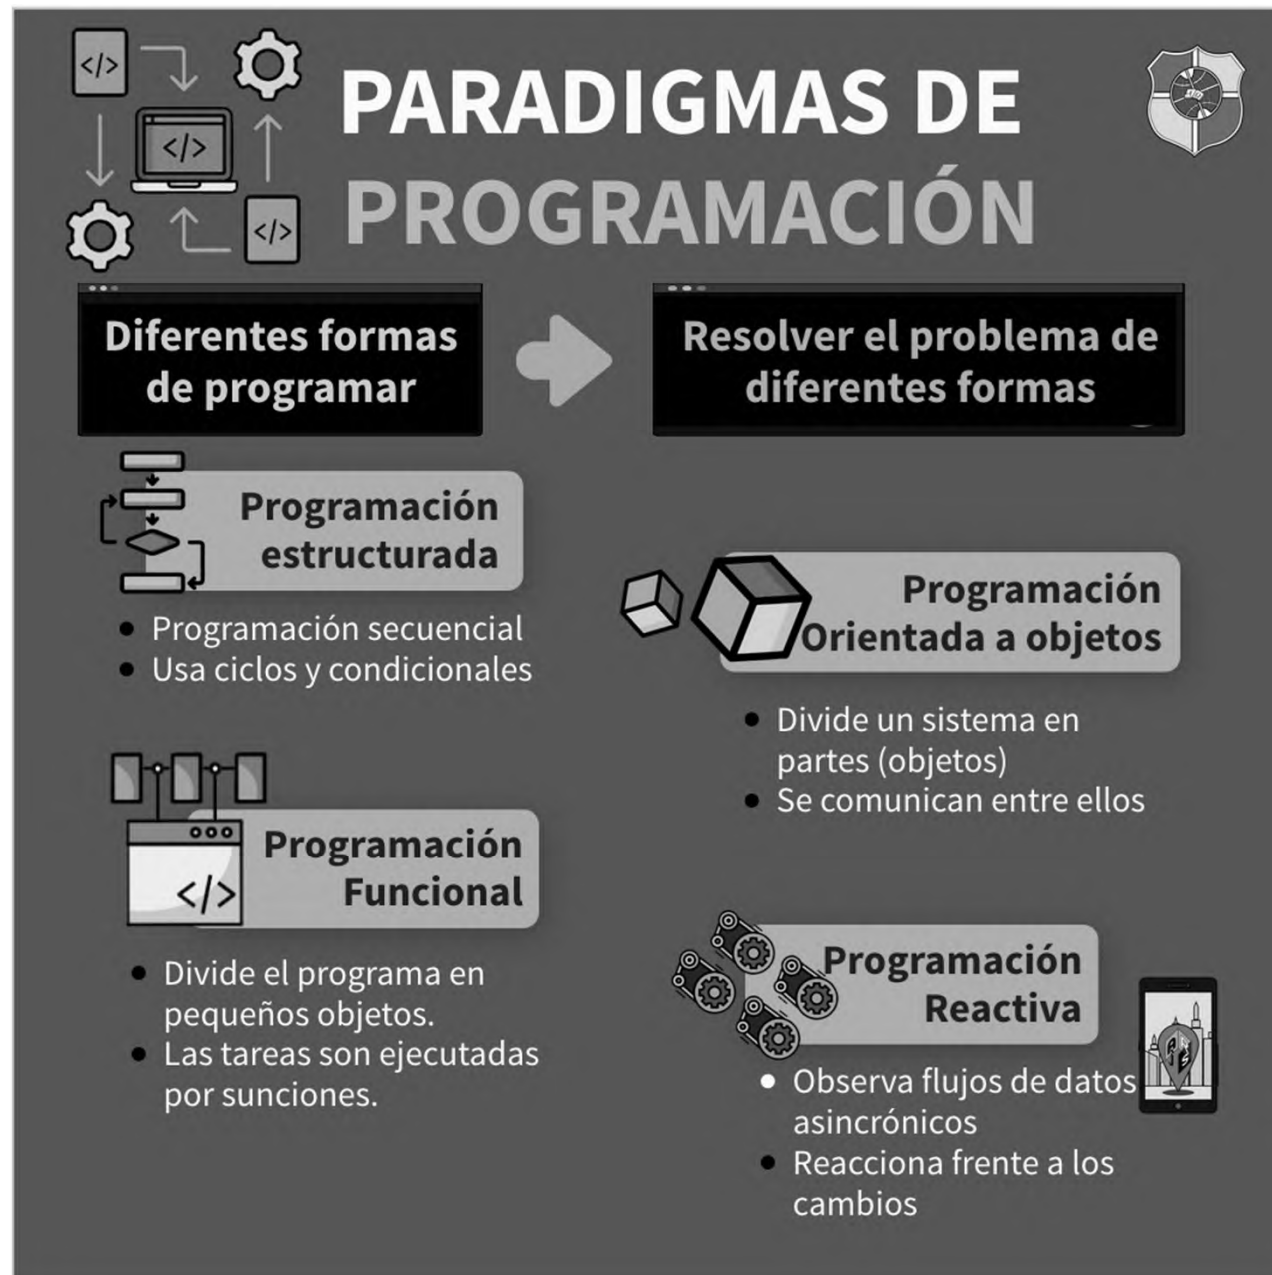 PARADIGMAS DE
PROGRAMACIÓN
Diferentes formas
de programar
Resolver el problema de
diferentes formas
Programación
estructurada
• Programación secuencial
• Usa ciclos y condicionales
Programación
Orientada a objetos
• Divide un sistema en
partes (objetos)
• Se comunican entre ellos
Programación
Funcional
• Divide el programa en
pequeños objetos.
• Las tareas son ejecutadas
por sunciones.
Programación
Reactiva
• Observa flujos de datos
asincrónicos
• Reacciona frente a los
cambios